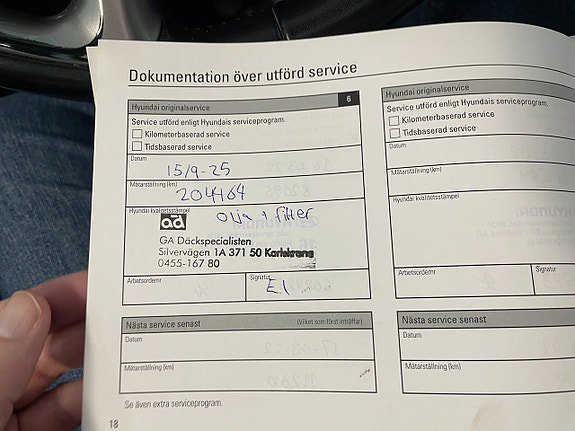 Dokumentation över utförd service
Hyundai originalservice 6
Service utförd enligt Hyundais serviceprogram.
Kilometerbaserad service
Tidsbaserad service
Datum
15/9-25
Mätarställning (km)
204464
Hyundai kvalitetsstämpel
Olja + filter
ad
GA Däckspecialisten
Silvervägen 1A 371 50 Karlskrona
0455-167 80
Arbetsordernr
Signatur
E.I
Nästa service senast (Vilket som först inträffar)
Datum
Mätarställning (km)
Se även extra serviceprogram.
18
Hyundai originalservice
Service utförd enligt Hyundais serviceprogram.
Kilometerbaserad service
Tidsbaserad service
Datum
Mätarställning (km)
Hyundai kvalitetsstämpel
Arbetsordernr
Signatur
Nästa service senast
Datum
Mätarställning (km)